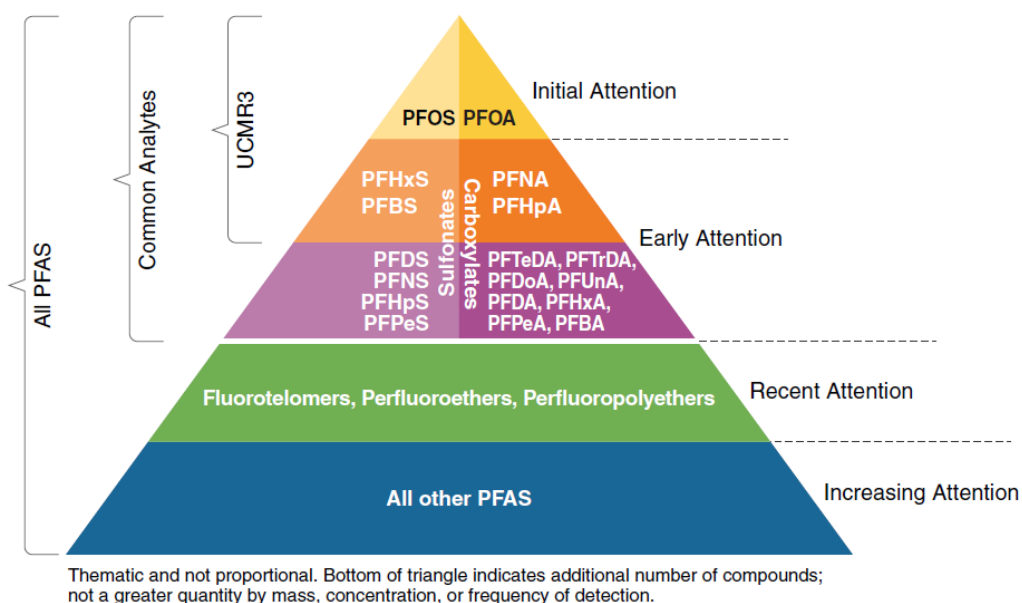 All PFAS
Common Analytes
UCMR3
PFOS PFOA
Initial Attention
PFHxS
PFBS
Sulfonates
Carboxylates
PFNA
PFHpA
Early Attention
PFDS
PFNS
PFHpS
PFPeS
PFTeDA, PFTrDA,
PFDoA, PFUnA,
PFDA, PFHxA,
PFPeA, PFBA
Fluorotelomers, Perfluoroethers, Perfluoropolyethers
Recent Attention
All other PFAS
Increasing Attention
Thematic and not proportional. Bottom of triangle indicates additional number of compounds;
not a greater quantity by mass, concentration, or frequency of detection.